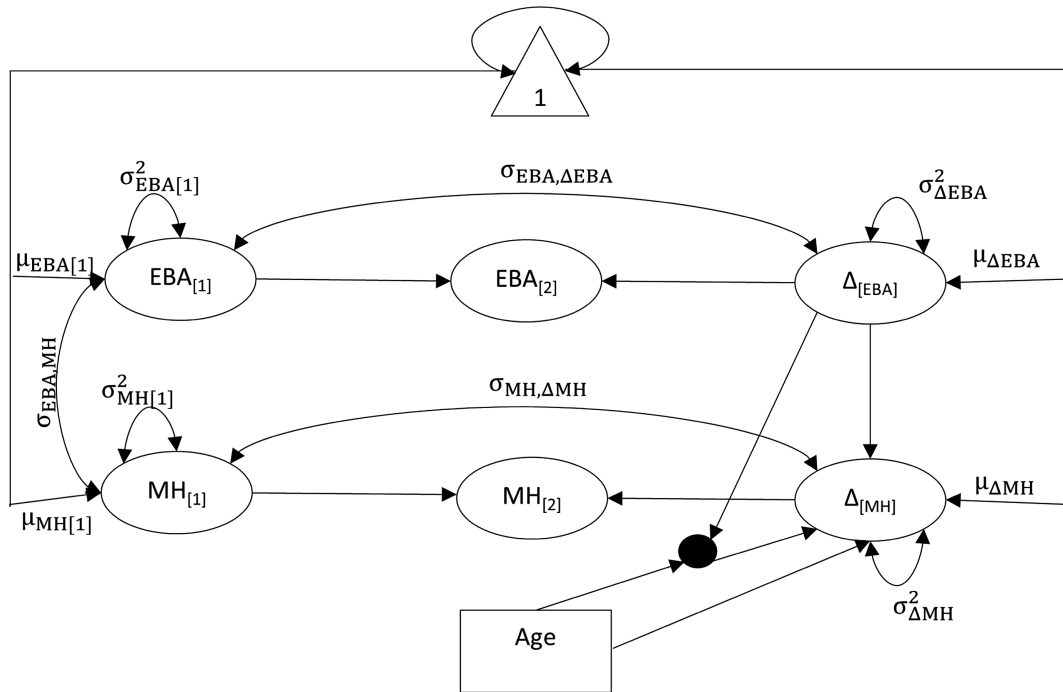 1
σ²EBA[1]
σEBA,ΔEBA
σ²ΔEBA
μEBA[1]
EBA[1]
EBA[2]
Δ[EBA]
μΔEBA
σEBA,MH
σ²MH[1]
σMH,ΔMH
μMH[1]
MH[1]
MH[2]
Δ[MH]
μΔMH
σ²ΔMH
Age